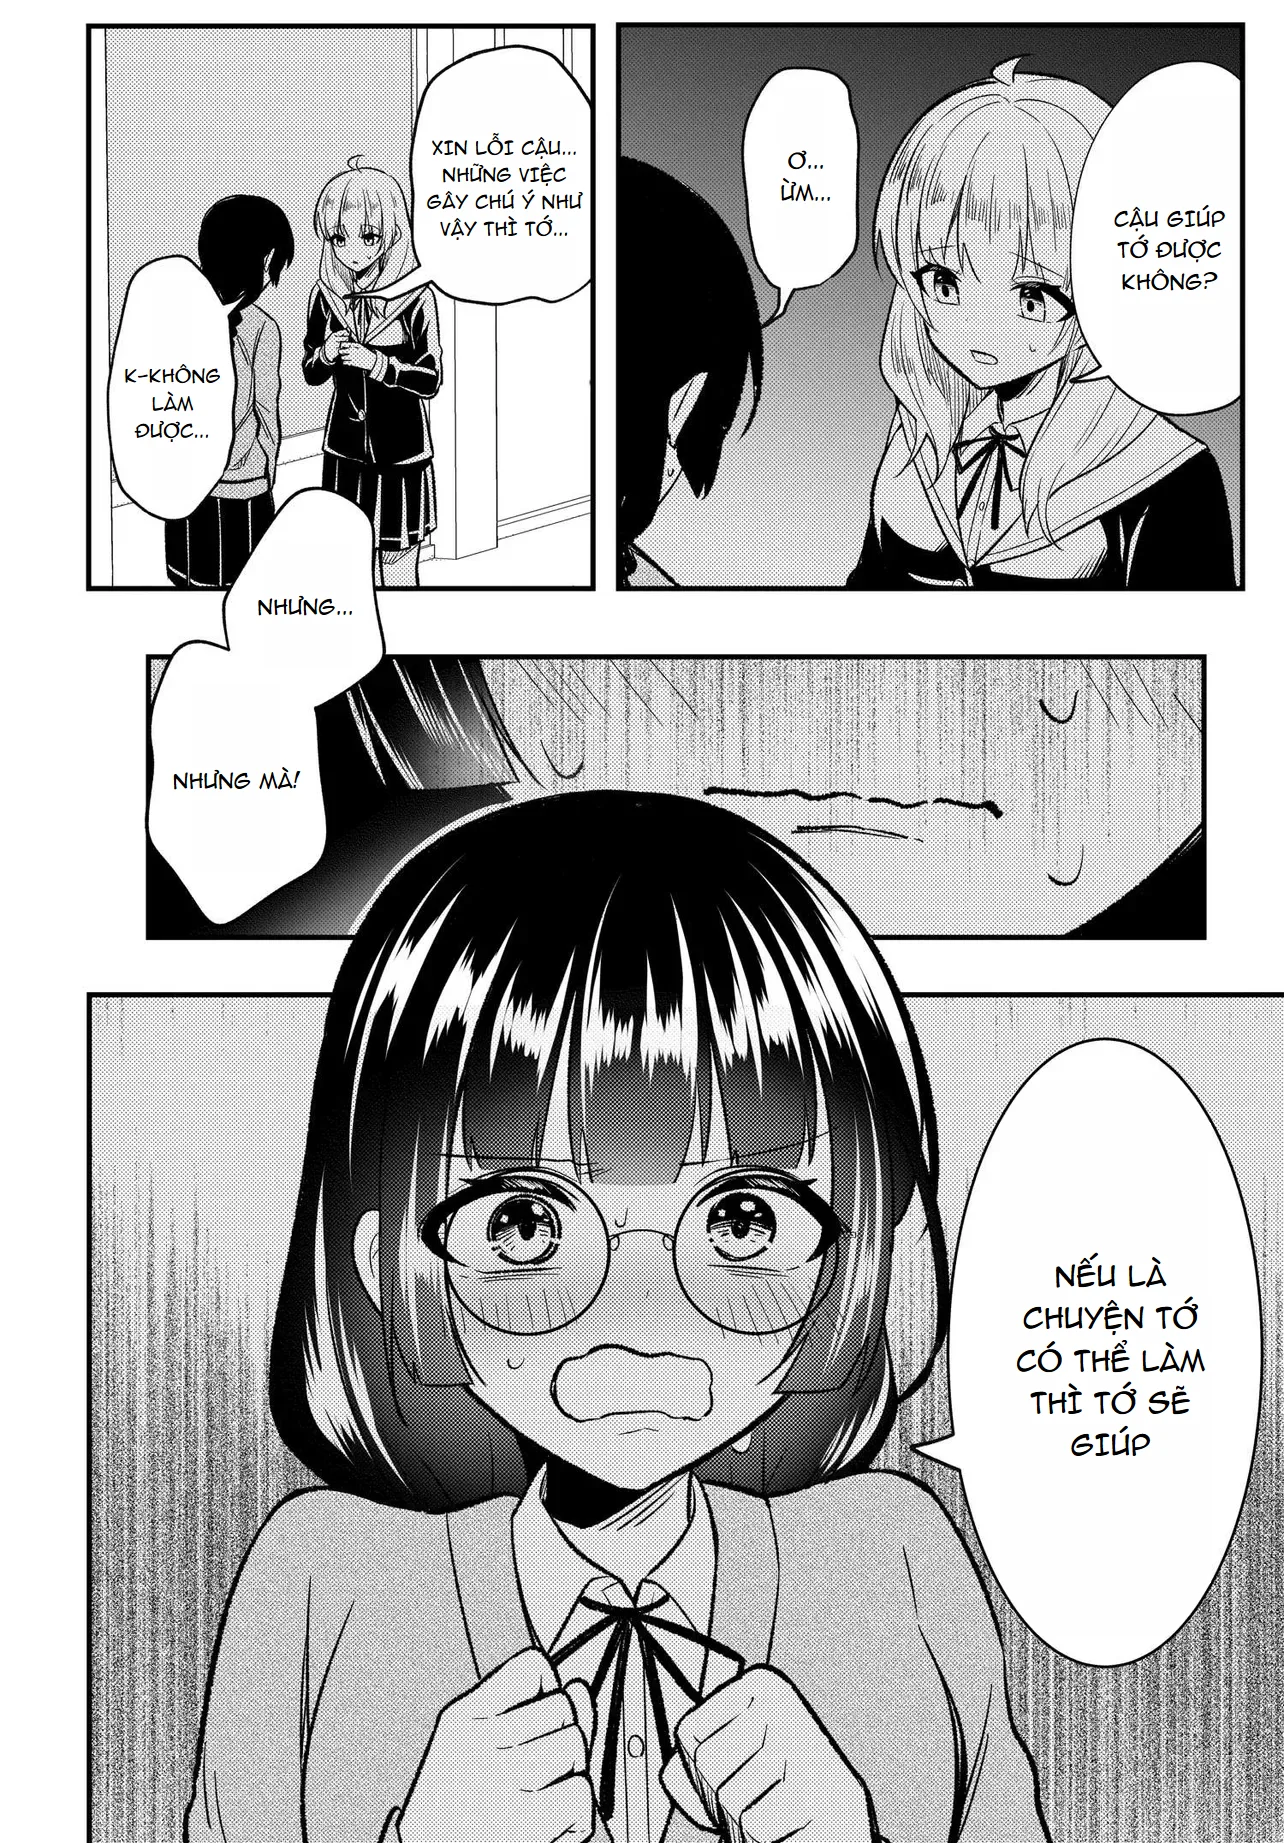 CẬU GIÚP
TỚ ĐƯỢC
KHÔNG?
Ơ...
ỪM...
XIN LỖI CẬU...
NHỮNG VIỆC
GÂY CHÚ Ý NHƯ
VẬY THÌ TỚ...
K-KHÔNG
LÀM
ĐƯỢC...
NHƯNG...
NHƯNG MÀ!
NẾU LÀ
CHUYỆN TỚ
CÓ THỂ LÀM
THÌ TỚ SẼ
GIÚP